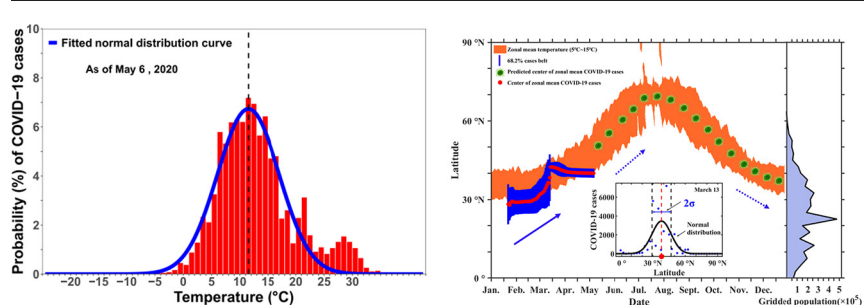 Probability (%) of COVID−19 cases
10
8
6
4
2
0
Fitted normal distribution curve
As of May 6 , 2020
−20 −15 −10 −5 0 5 10 15 20 25 30
Temperature (°C)
Latitude
90 °N
60 °N
30 °N
0 °
Zonal mean temperature (5°C~15°C)
68.2% cases belt
Predicted center of zonal mean COVID-19 cases
Center of zonal mean COVID-19 cases
COVID-19 cases
6000
4000
2000
0
March 13
2σ
Normal
distribution
0 ° 30 °N 60 °N 90 °N
Latitude
Jan. Feb. Mar. Apr. May Jun. Jul. Aug. Sept. Oct. Nov. Dec.
Date
1 2 3 4 5
Gridded population(×10⁵)